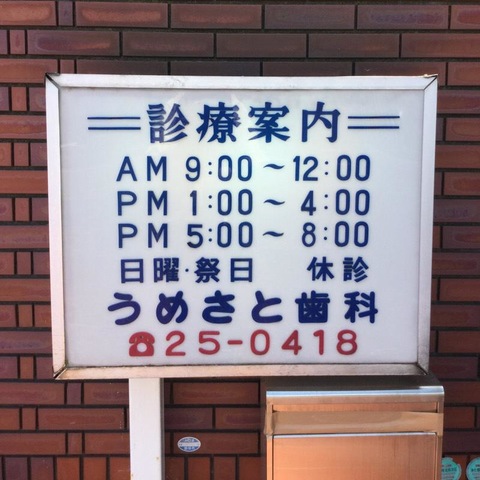 診療案内
AM 9:00~12:00
PM 1:00~4:00
PM 5:00~8:00
日曜・祭日 休診
うめさと歯科
☎25-0418